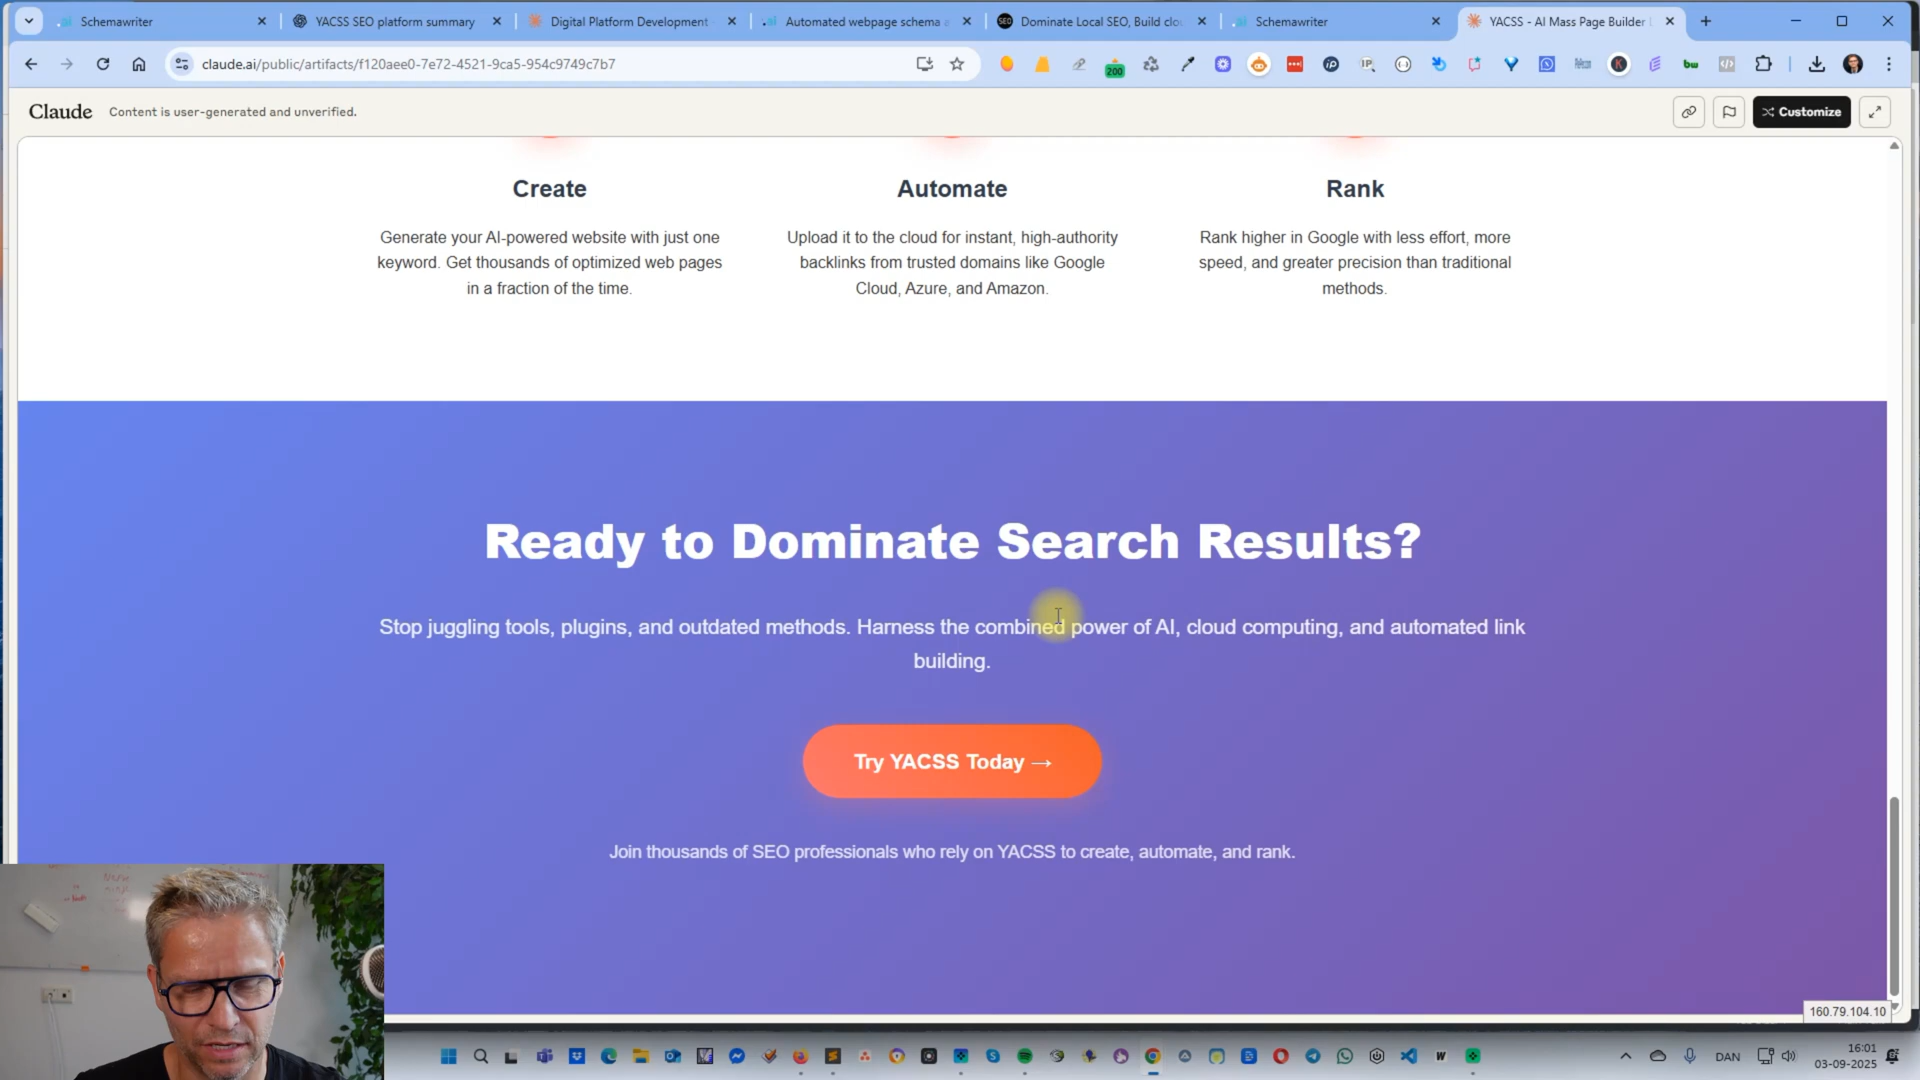 Schemawriter
YACSS SEO platform summary
Digital Platform Development
Automated webpage schema a
Dominate Local SEO, Build clo
Schemawriter
YACSS - AI Mass Page Builder
claude.ai/public/artifacts/f120aee0-7e72-4521-9ca5-954c9749c7b7
200
Claude
Content is user-generated and unverified.
Customize
Create
Automate
Rank
Generate your AI-powered website with just one
keyword. Get thousands of optimized web pages
in a fraction of the time.
Upload it to the cloud for instant, high-authority
backlinks from trusted domains like Google
Cloud, Azure, and Amazon.
Rank higher in Google with less effort, more
speed, and greater precision than traditional
methods.
Ready to Dominate Search Results?
Stop juggling tools, plugins, and outdated methods. Harness the combined power of AI, cloud computing, and automated link
building.
Try YACSS Today →
Join thousands of SEO professionals who rely on YACSS to create, automate, and rank.
160.79.104.10
DAN
16:01
03-09-2025